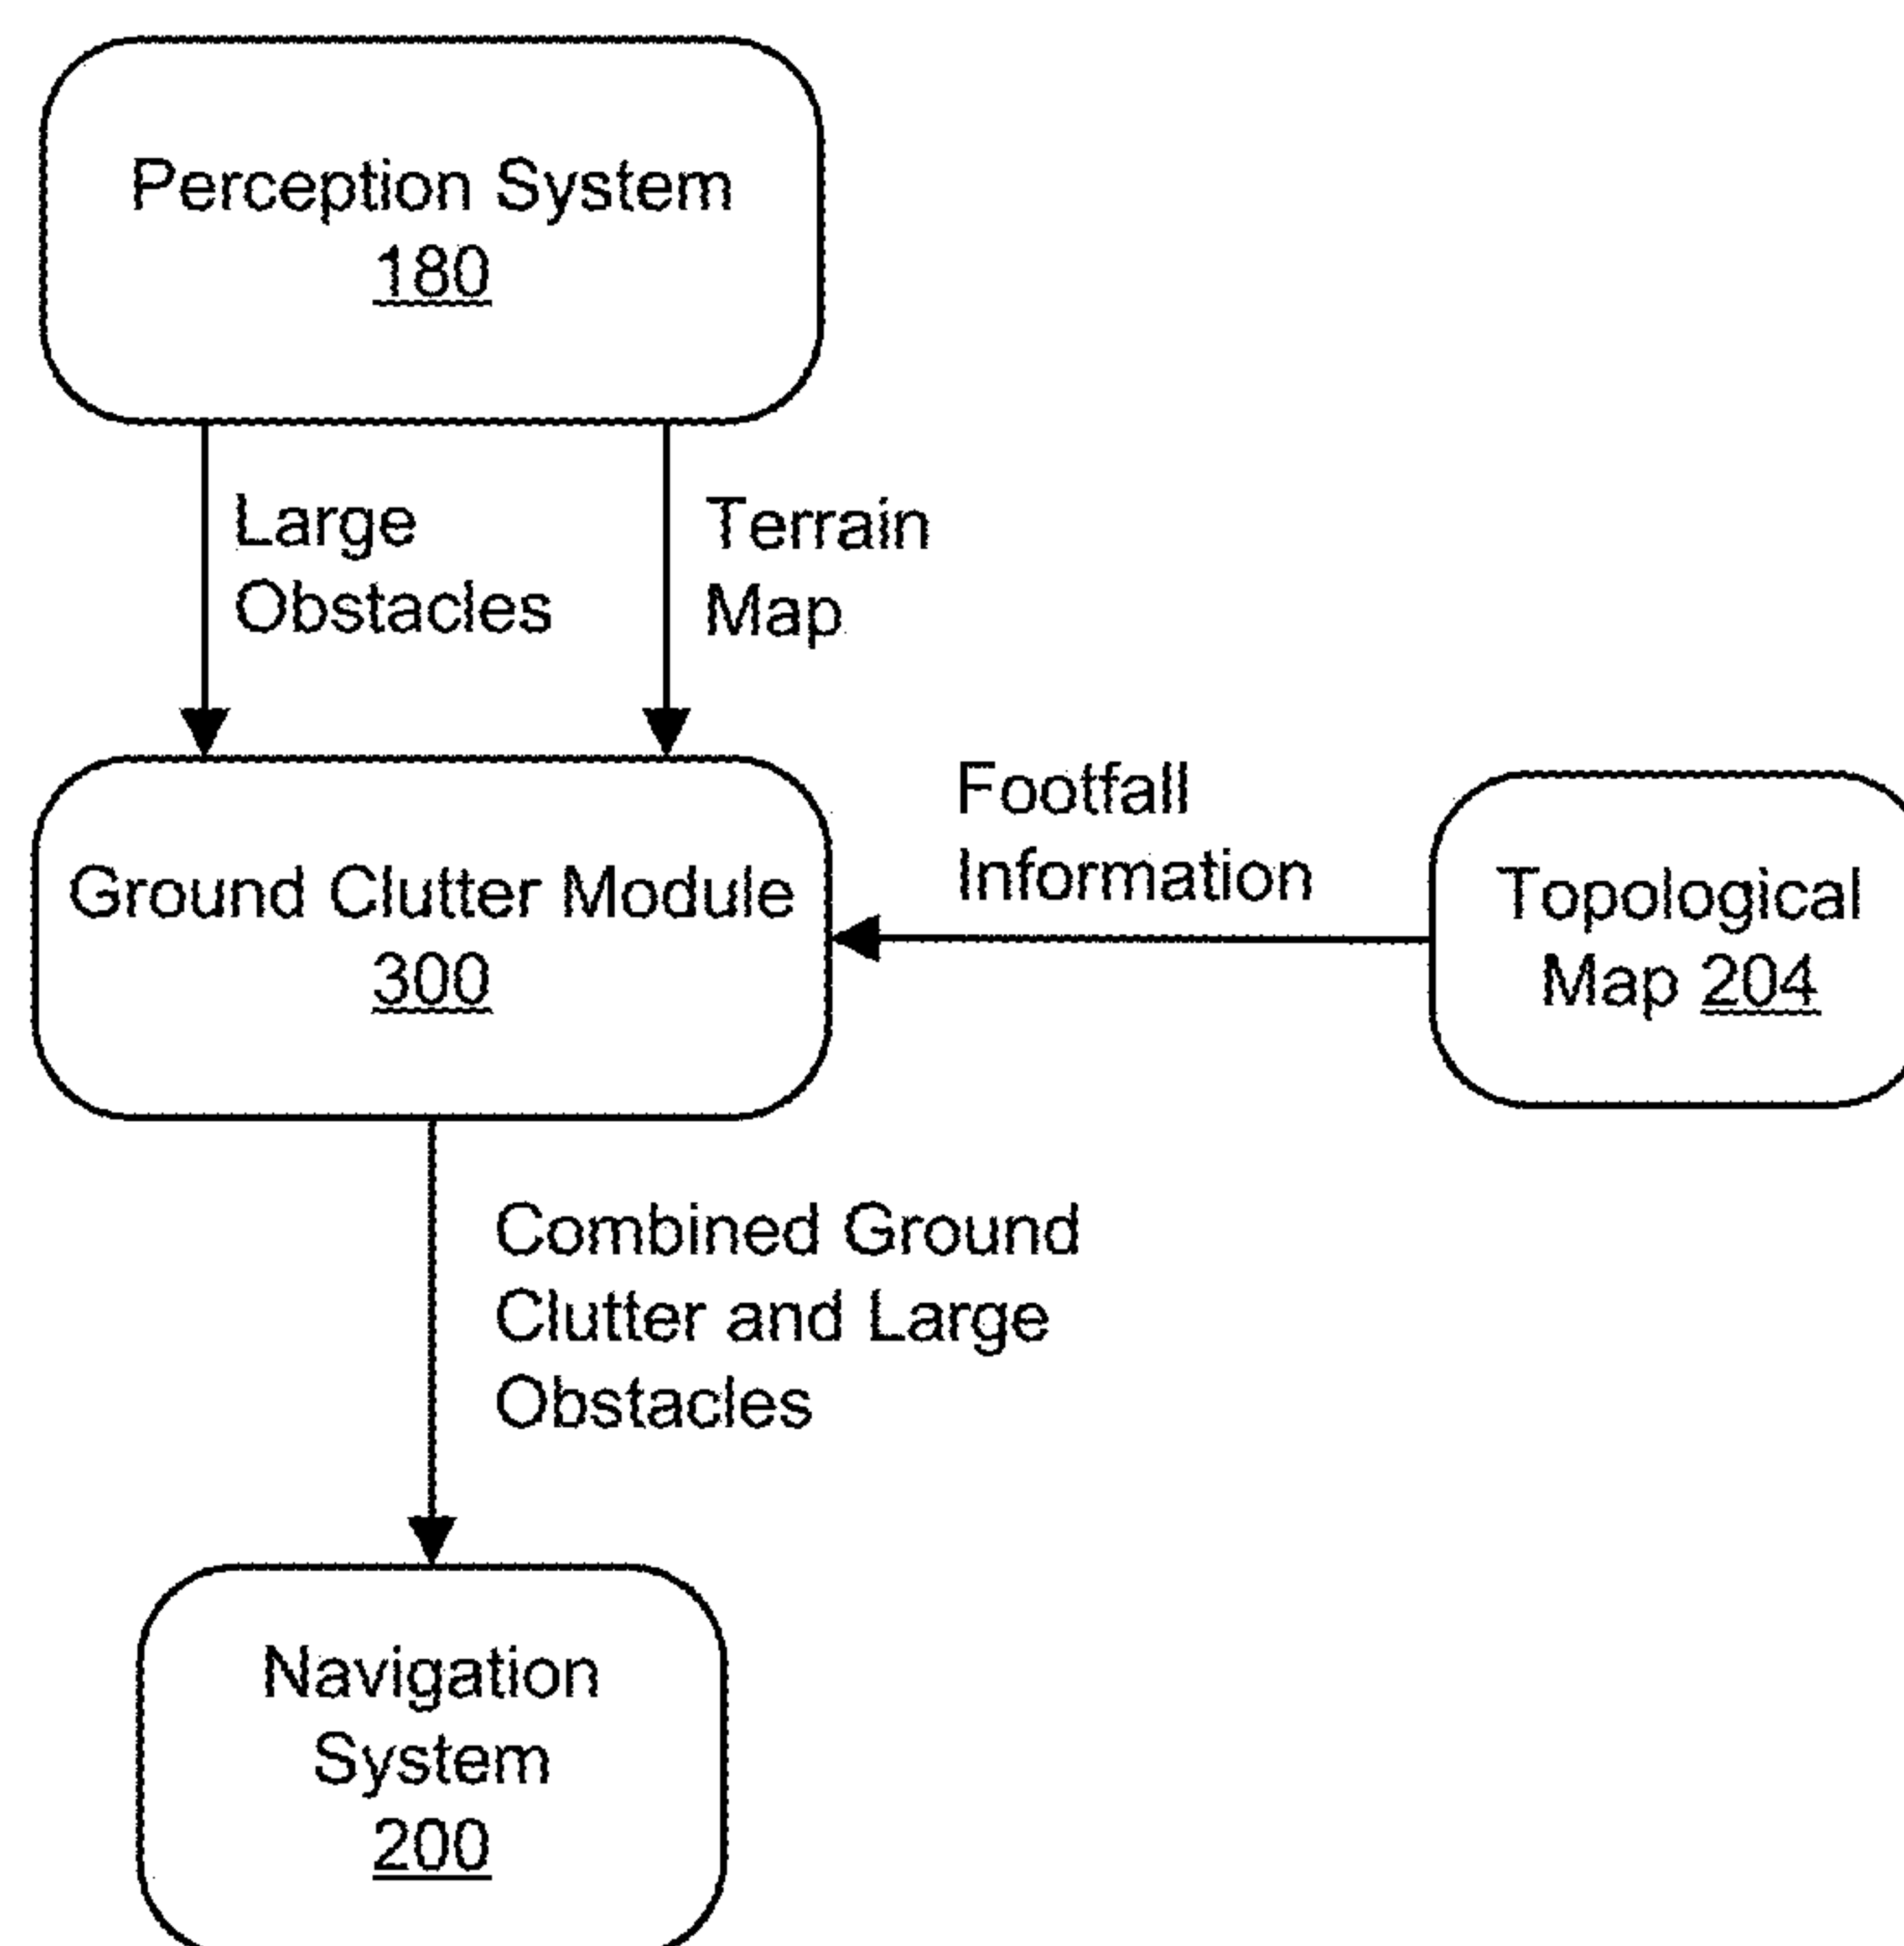 Perception System
180
Large
Obstacles
Terrain
Map
Footfall
Information
Ground Clutter Module
300
Topological
Map 204
Combined Ground
Clutter and Large
Obstacles
Navigation
System
200